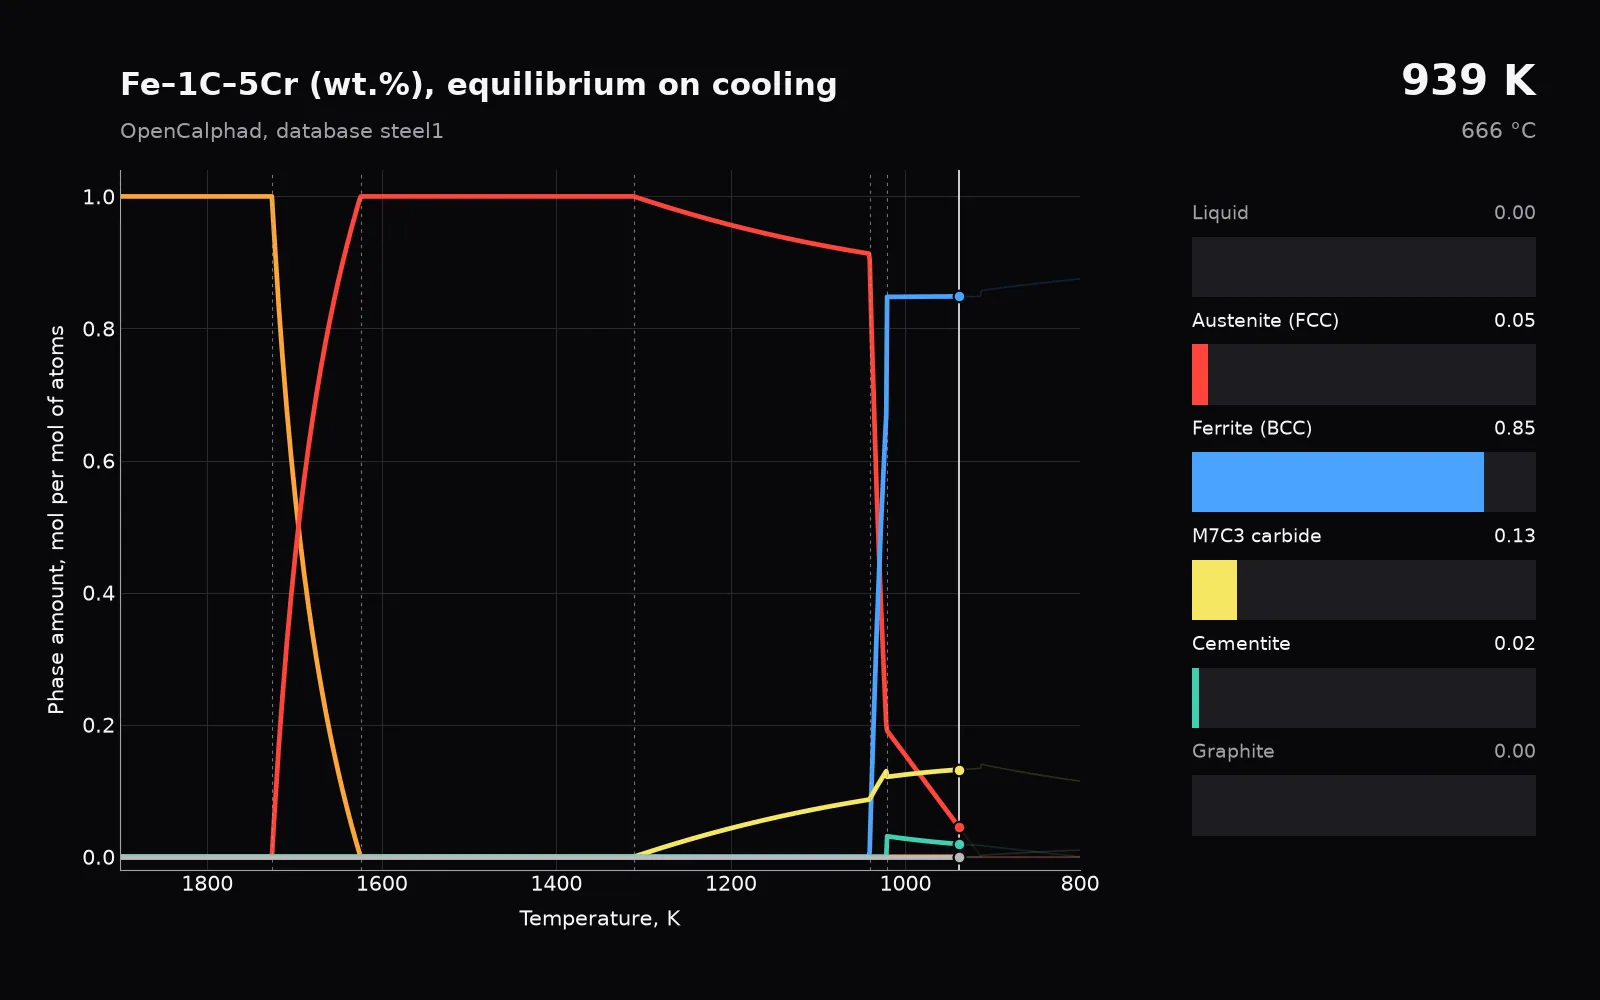 Fe–1C–5Cr (wt.%), equilibrium on cooling
OpenCalphad, database steel1
939 K
666 °C
Phase amount, mol per mol of atoms
1.0
0.8
0.6
0.4
0.2
0.0
1800 1600 1400 1200 1000 800
Temperature, K
Liquid 0.00
Austenite (FCC) 0.05
Ferrite (BCC) 0.85
M7C3 carbide 0.13
Cementite 0.02
Graphite 0.00